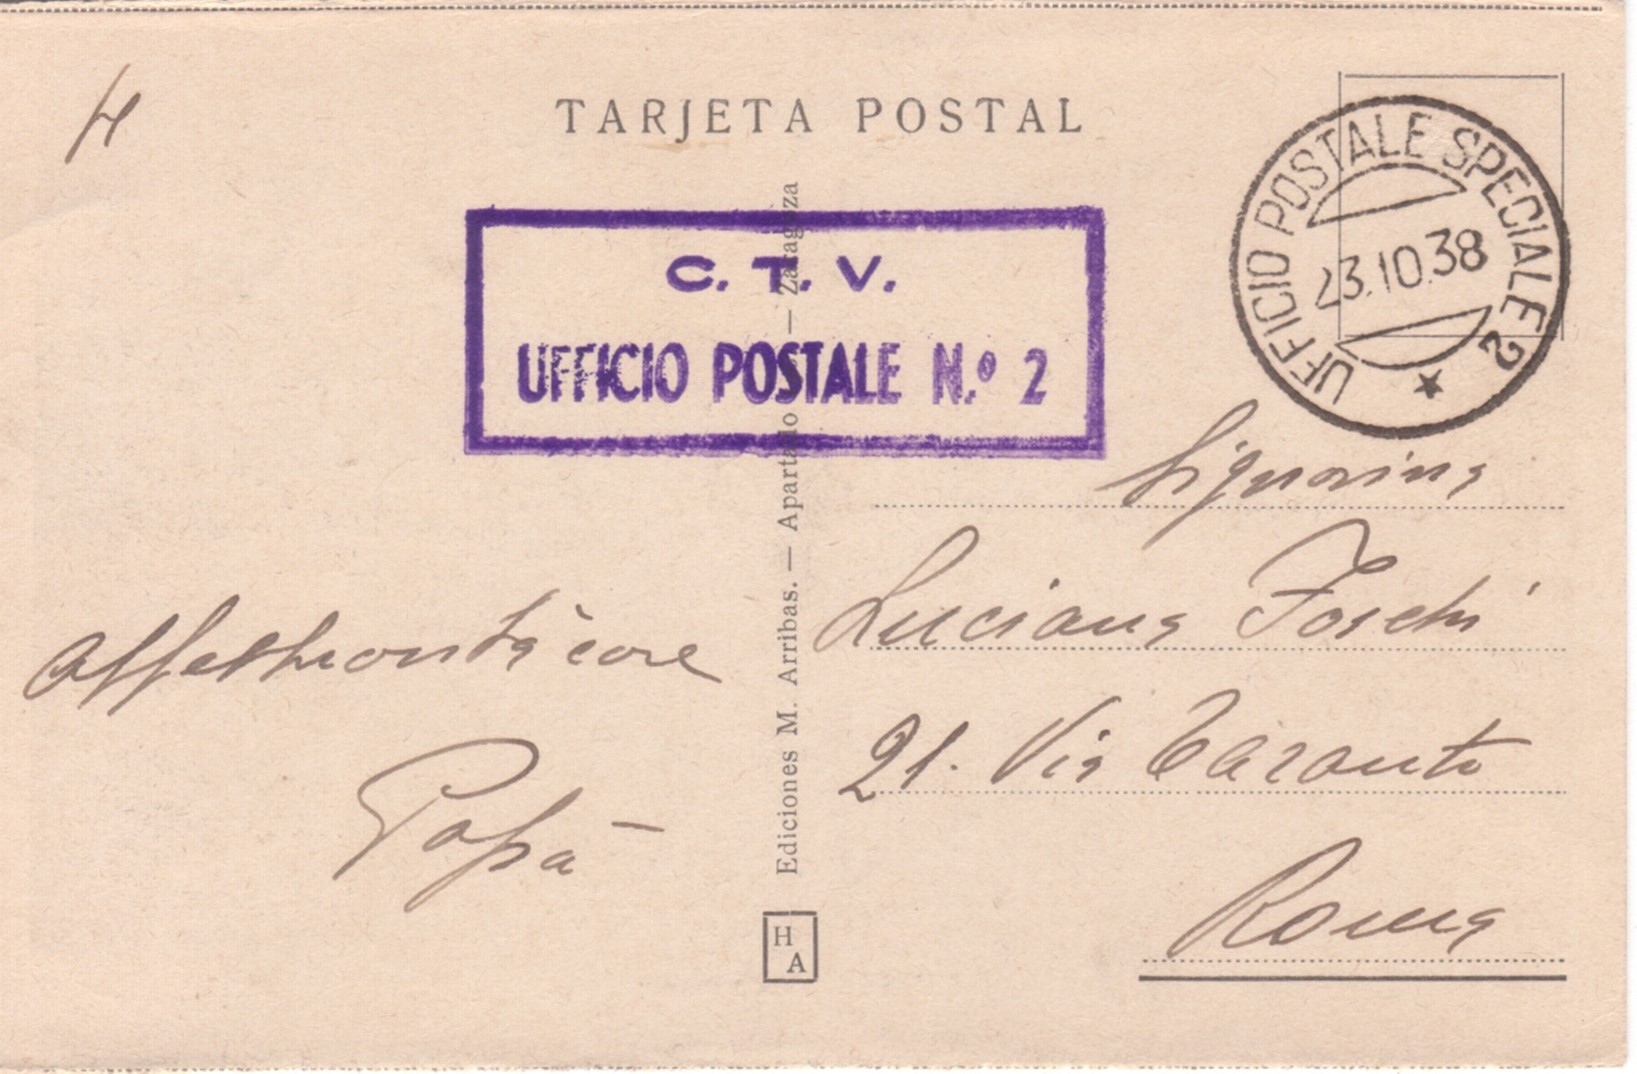 TARJETA POSTAL
C. T. V.
UFFICIO POSTALE N.º 2
UFFICIO POSTALE SPECIALE 2
23.10.38
Signorina
Luciana Foschi
21. Via Taranto
Roma
Papà
Ediciones M. Arribas. — Apartado — Zaragoza
H
A